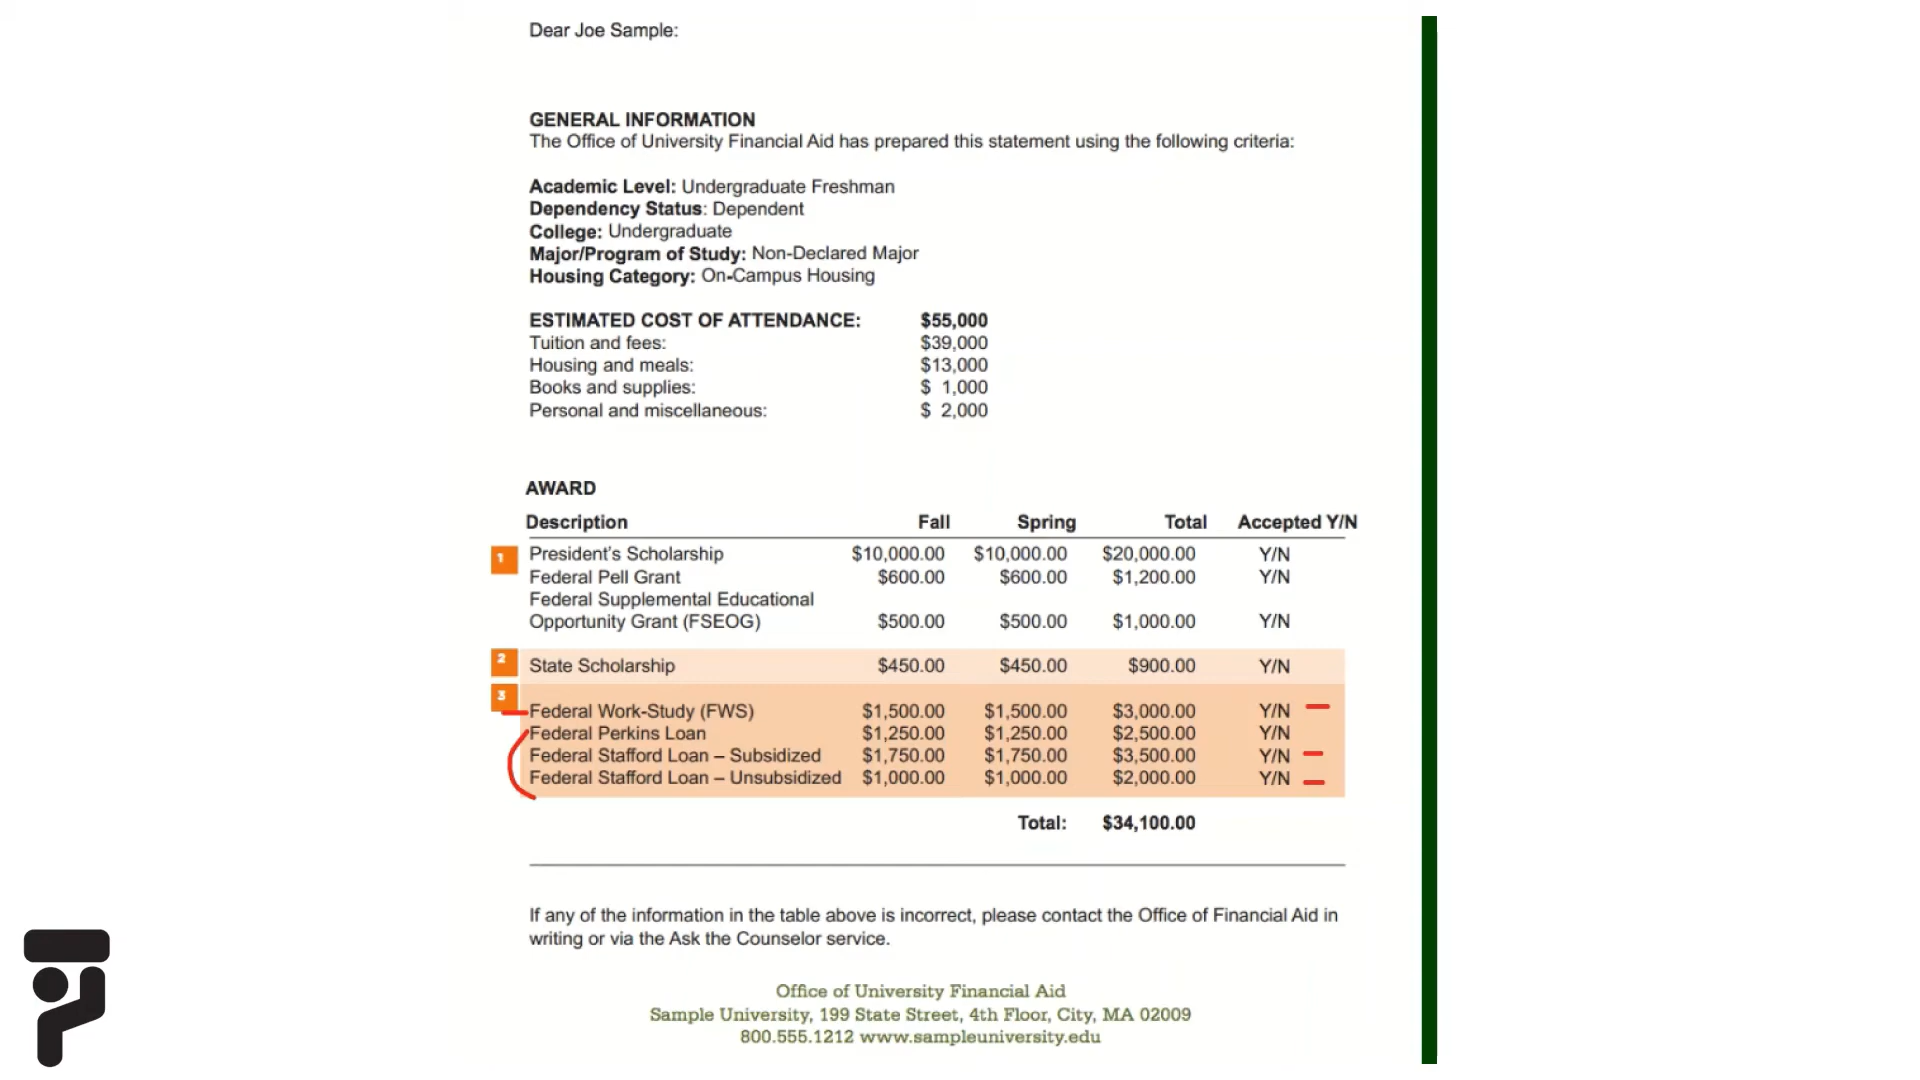 Dear Joe Sample:
GENERAL INFORMATION
The Office of University Financial Aid has prepared this statement using the following criteria:
Academic Level: Undergraduate Freshman
Dependency Status: Dependent
College: Undergraduate
Major/Program of Study: Non-Declared Major
Housing Category: On-Campus Housing
ESTIMATED COST OF ATTENDANCE: $55,000
Tuition and fees: $39,000
Housing and meals: $13,000
Books and supplies: $ 1,000
Personal and miscellaneous: $ 2,000
AWARD
Description Fall Spring Total Accepted Y/N
1 President's Scholarship $10,000.00 $10,000.00 $20,000.00 Y/N
Federal Pell Grant $600.00 $600.00 $1,200.00 Y/N
Federal Supplemental Educational
Opportunity Grant (FSEOG) $500.00 $500.00 $1,000.00 Y/N
2 State Scholarship $450.00 $450.00 $900.00 Y/N
3
Federal Work-Study (FWS) $1,500.00 $1,500.00 $3,000.00 Y/N
Federal Perkins Loan $1,250.00 $1,250.00 $2,500.00 Y/N
Federal Stafford Loan – Subsidized $1,750.00 $1,750.00 $3,500.00 Y/N
Federal Stafford Loan – Unsubsidized $1,000.00 $1,000.00 $2,000.00 Y/N
Total: $34,100.00
If any of the information in the table above is incorrect, please contact the Office of Financial Aid in
writing or via the Ask the Counselor service.
Office of University Financial Aid
Sample University, 199 State Street, 4th Floor, City, MA 02009
800.555.1212 www.sampleuniversity.edu